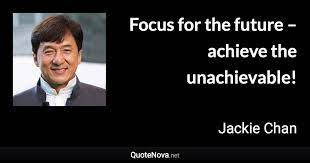 Focus for the future –
achieve the
unachievable!
Jackie Chan
QuoteNova.net